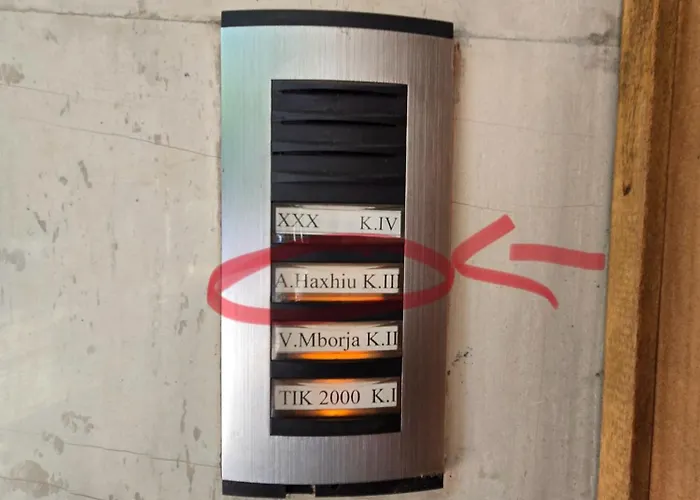 XXX K.IV
A.Haxhiu K.III
V.Mborja K.II
TIK 2000 K.I